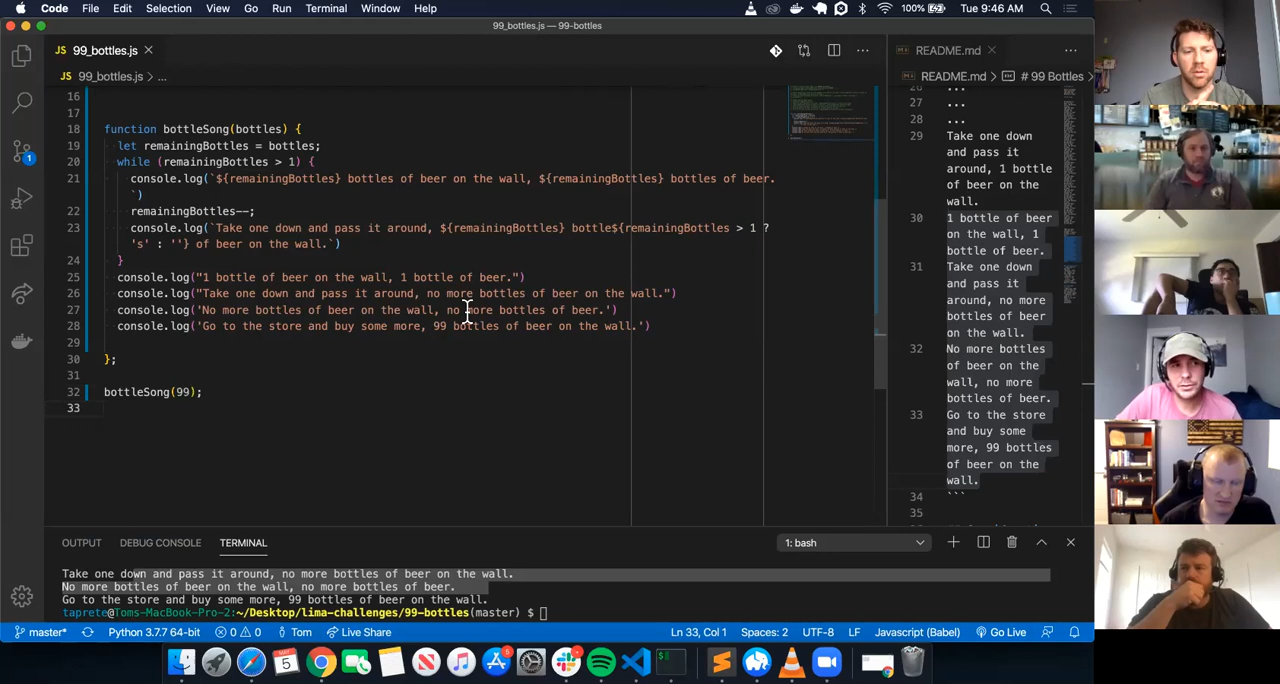 Code File Edit Selection View Go Run Terminal Window Help
100%
Tue 9:46 AM
99_bottles.js — 99-bottles
JS 99_bottles.js
JS 99_bottles.js > ...
16
17
18 function bottleSong(bottles) {
19 let remainingBottles = bottles;
20 while (remainingBottles > 1) {
21 console.log(`${remainingBottles} bottles of beer on the wall, ${remainingBottles} bottles of beer.
`)
22 remainingBottles--;
23 console.log(`Take one down and pass it around, ${remainingBottles} bottle${remainingBottles > 1 ?
's' : ''} of beer on the wall.`)
24 }
25 console.log("1 bottle of beer on the wall, 1 bottle of beer.")
26 console.log("Take one down and pass it around, no more bottles of beer on the wall.")
27 console.log('No more bottles of beer on the wall, no more bottles of beer.')
28 console.log('Go to the store and buy some more, 99 bottles of beer on the wall.')
29
30 };
31
32 bottleSong(99);
33
README.md
README.md > # 99 Bottles >
...
27 ...
28 ...
29 Take one down
and pass it
around, 1 bottle
of beer on the
wall.
30 1 bottle of beer
on the wall, 1
bottle of beer.
31 Take one down
and pass it
around, no more
bottles of beer
on the wall.
32 No more bottles
of beer on the
wall, no more
bottles of beer.
33 Go to the store
and buy some
more, 99 bottles
of beer on the
wall.
34 ```
35
OUTPUT DEBUG CONSOLE TERMINAL
1: bash
Take one down and pass it around, no more bottles of beer on the wall.
No more bottles of beer on the wall, no more bottles of beer.
Go to the store and buy some more, 99 bottles of beer on the wall.
taprete@Toms-MacBook-Pro-2:~/Desktop/lima-challenges/99-bottles(master) $
1
master* Python 3.7.7 64-bit 0 0 Tom Live Share
Ln 33, Col 1 Spaces: 2 UTF-8 LF Javascript (Babel) Go Live
MAY
5
5